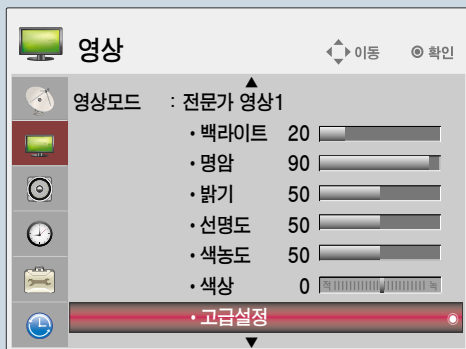 영상 이동 확인
영상모드 : 전문가 영상1
• 백라이트 20
• 명암 90
• 밝기 50
• 선명도 50
• 색농도 50
• 색상 0 적 녹
• 고급설정